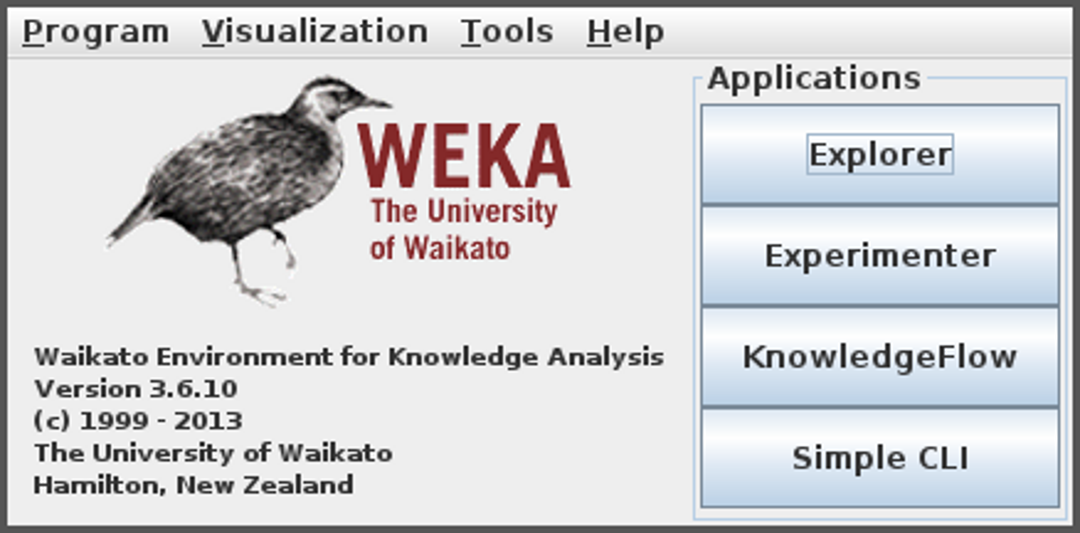 Program Visualization Tools Help
WEKA
The University
of Waikato
Waikato Environment for Knowledge Analysis
Version 3.6.10
(c) 1999 - 2013
The University of Waikato
Hamilton, New Zealand
Applications
Explorer
Experimenter
KnowledgeFlow
Simple CLI